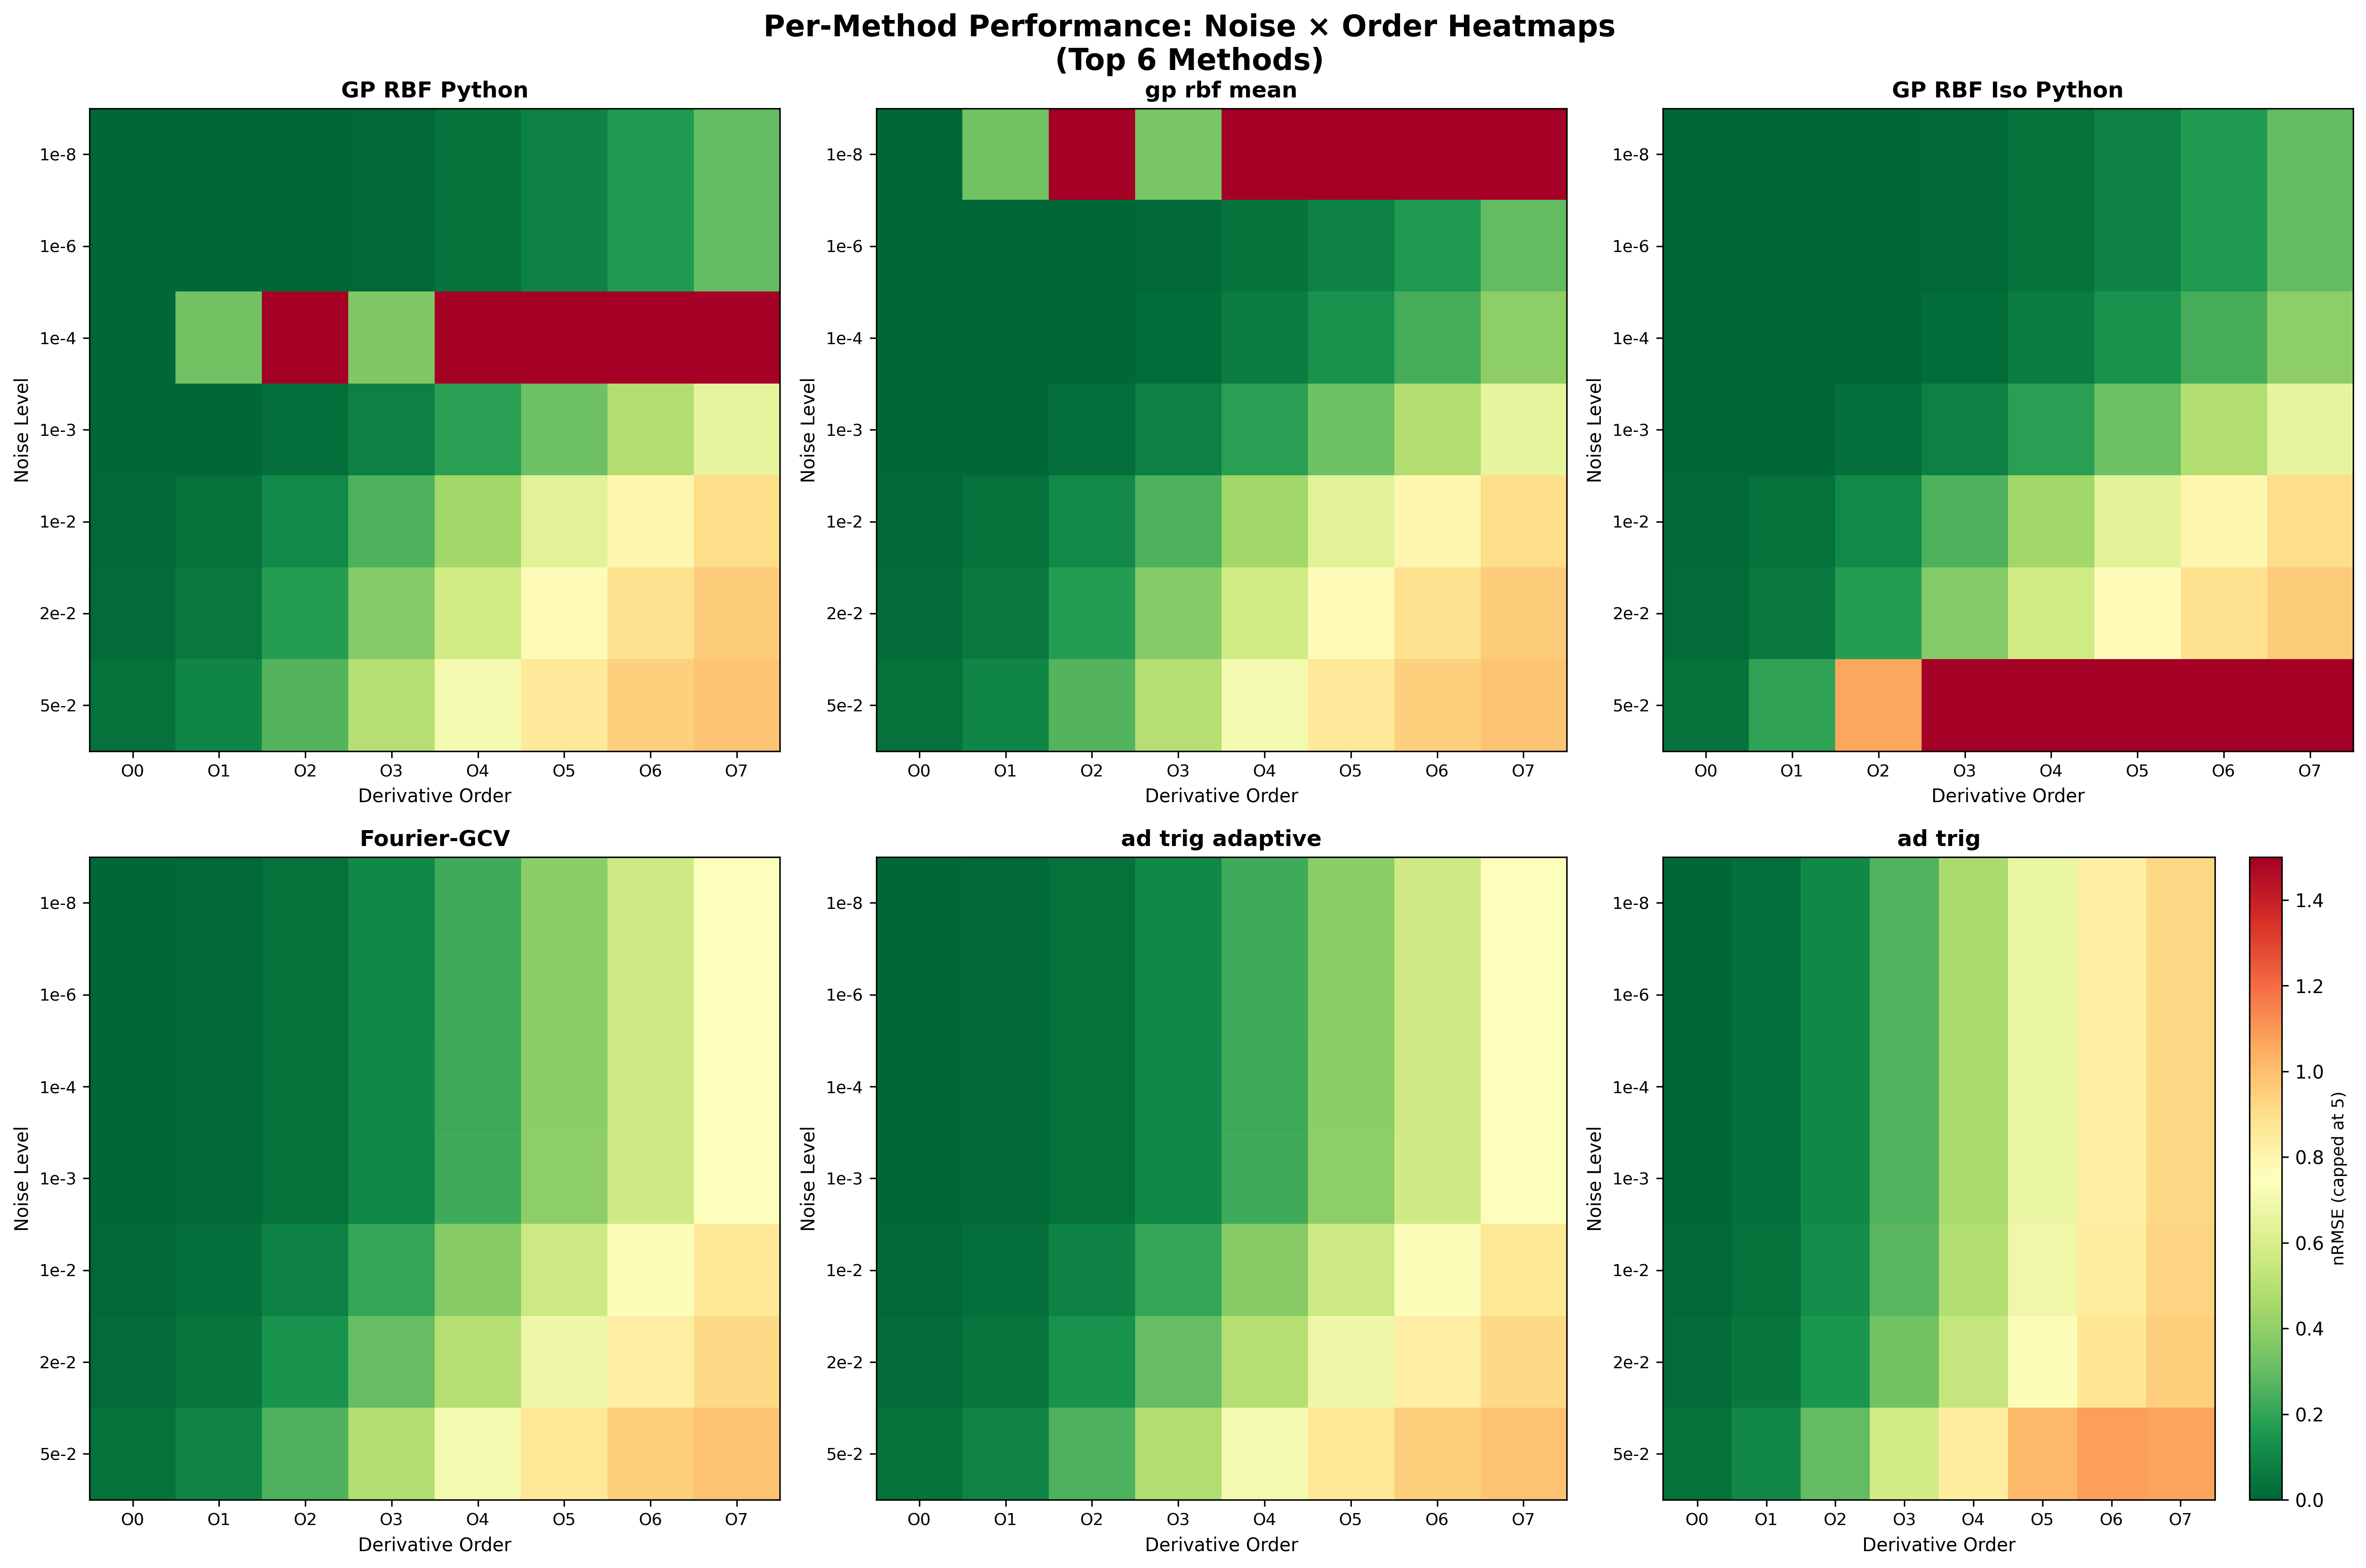 Per-Method Performance: Noise × Order Heatmaps
(Top 6 Methods)
GP RBF Python
Noise Level
1e-8
1e-6
1e-4
1e-3
1e-2
2e-2
5e-2
O0 O1 O2 O3 O4 O5 O6 O7
Derivative Order
gp rbf mean
Noise Level
1e-8
1e-6
1e-4
1e-3
1e-2
2e-2
5e-2
O0 O1 O2 O3 O4 O5 O6 O7
Derivative Order
GP RBF Iso Python
Noise Level
1e-8
1e-6
1e-4
1e-3
1e-2
2e-2
5e-2
O0 O1 O2 O3 O4 O5 O6 O7
Derivative Order
Fourier-GCV
Noise Level
1e-8
1e-6
1e-4
1e-3
1e-2
2e-2
5e-2
O0 O1 O2 O3 O4 O5 O6 O7
Derivative Order
ad trig adaptive
Noise Level
1e-8
1e-6
1e-4
1e-3
1e-2
2e-2
5e-2
O0 O1 O2 O3 O4 O5 O6 O7
Derivative Order
ad trig
Noise Level
1e-8
1e-6
1e-4
1e-3
1e-2
2e-2
5e-2
O0 O1 O2 O3 O4 O5 O6 O7
Derivative Order
1.4
1.2
1.0
0.8
0.6
0.4
0.2
0.0
nRMSE (capped at 5)